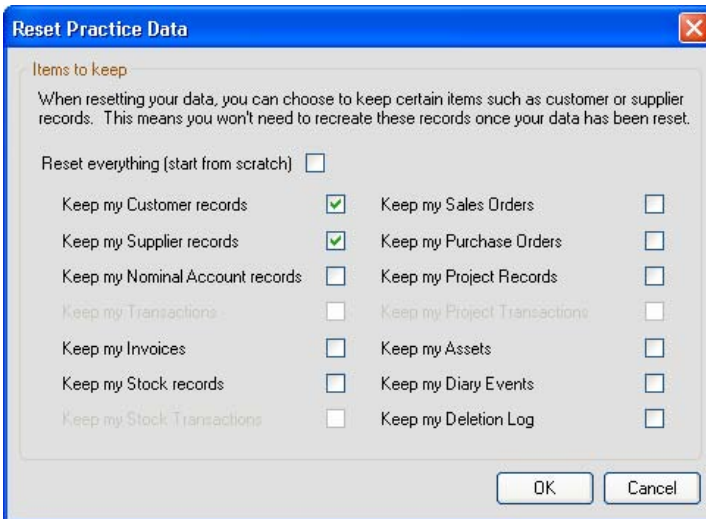 Reset Practice Data
Items to keep
When resetting your data, you can choose to keep certain items such as customer or supplier
records. This means you won't need to recreate these records once your data has been reset.
Reset everything (start from scratch)
Keep my Customer records
Keep my Sales Orders
Keep my Supplier records
Keep my Purchase Orders
Keep my Nominal Account records
Keep my Project Records
Keep my Transactions
Keep my Project Transactions
Keep my Invoices
Keep my Assets
Keep my Stock records
Keep my Diary Events
Keep my Stock Transactions
Keep my Deletion Log
OK
Cancel